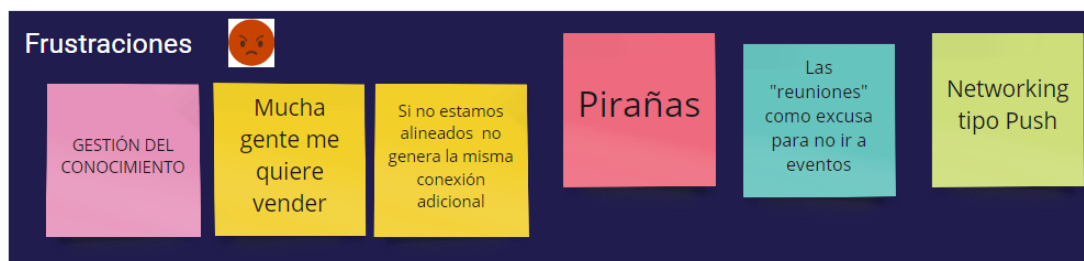 Frustraciones
GESTIÓN DEL
CONOCIMIENTO
Mucha
gente me
quiere
vender
Si no estamos
alineados no
genera la misma
conexión
adicional
Pirañas
Las
"reuniones"
como excusa
para no ir a
eventos
Networking
tipo Push